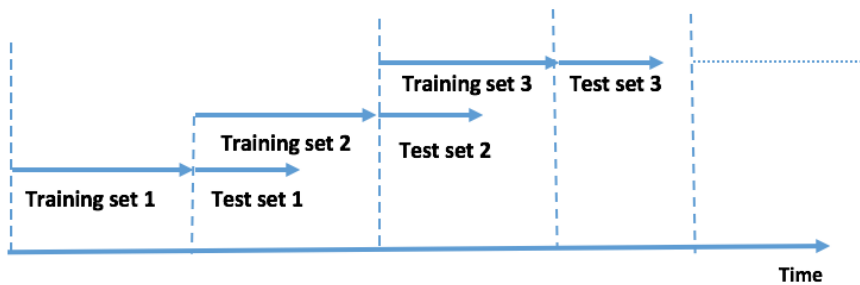 Training set 3
Test set 3
Training set 2
Test set 2
Training set 1
Test set 1
Time